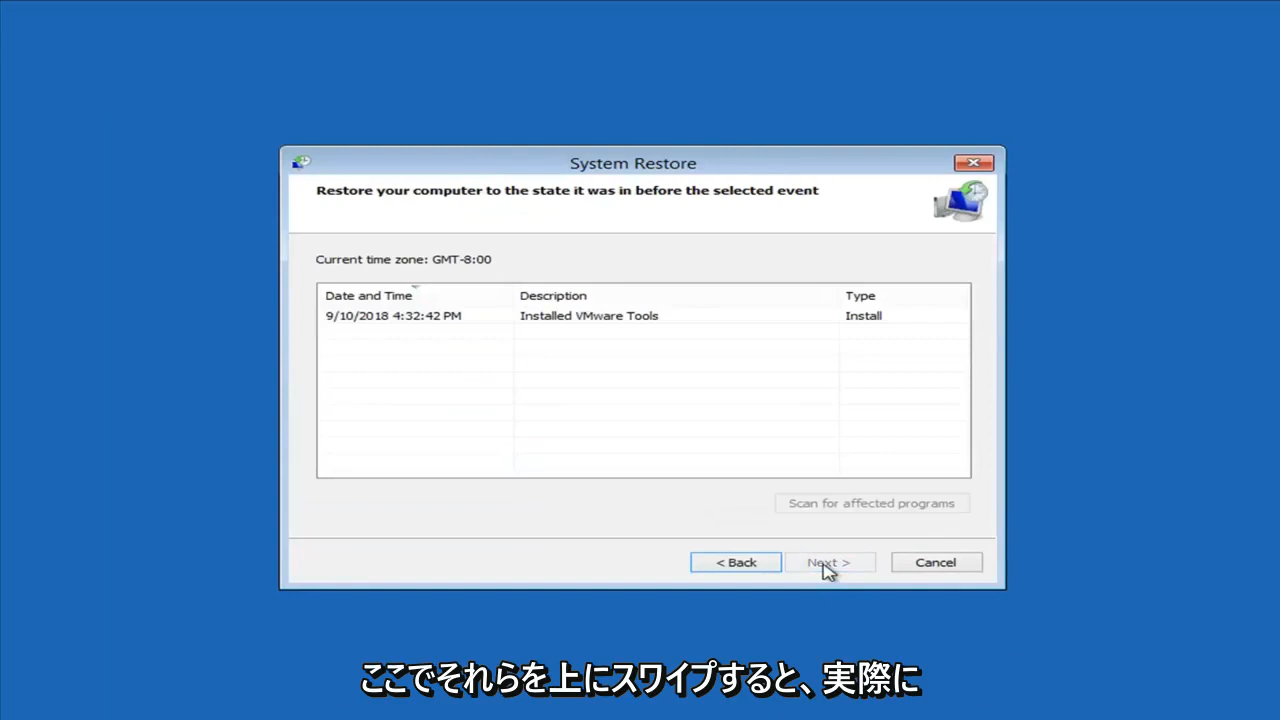 System Restore
Restore your computer to the state it was in before the selected event
Current time zone: GMT-8:00
Date and Time Description Type
9/10/2018 4:32:42 PM Installed VMware Tools Install
Scan for affected programs
< Back Next > Cancel
ここでそれらを上にスワイプすると、実際に